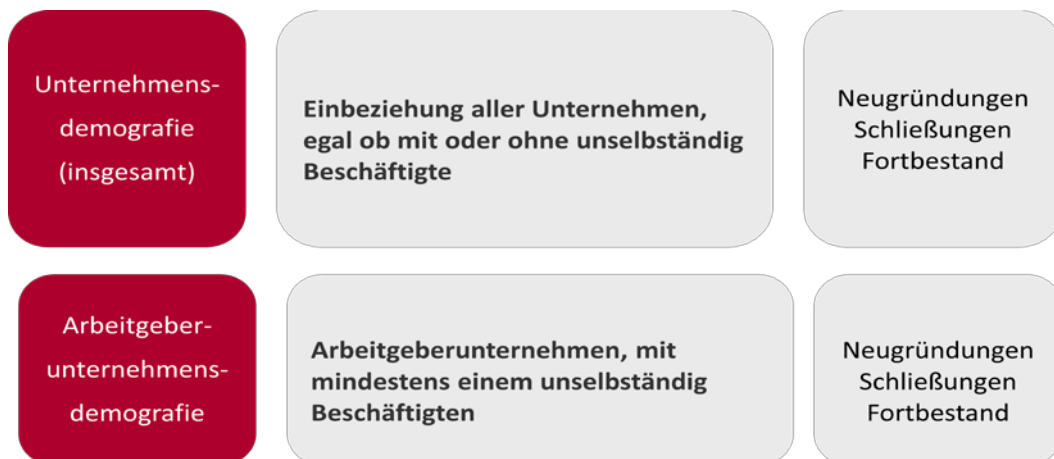 Unternehmens-
demografie
(insgesamt)
Einbeziehung aller Unternehmen,
egal ob mit oder ohne unselbständig
Beschäftigte
Neugründungen
Schließungen
Fortbestand
Arbeitgeber-
unternehmens-
demografie
Arbeitgeberunternehmen, mit
mindestens einem unselbständig
Beschäftigten
Neugründungen
Schließungen
Fortbestand